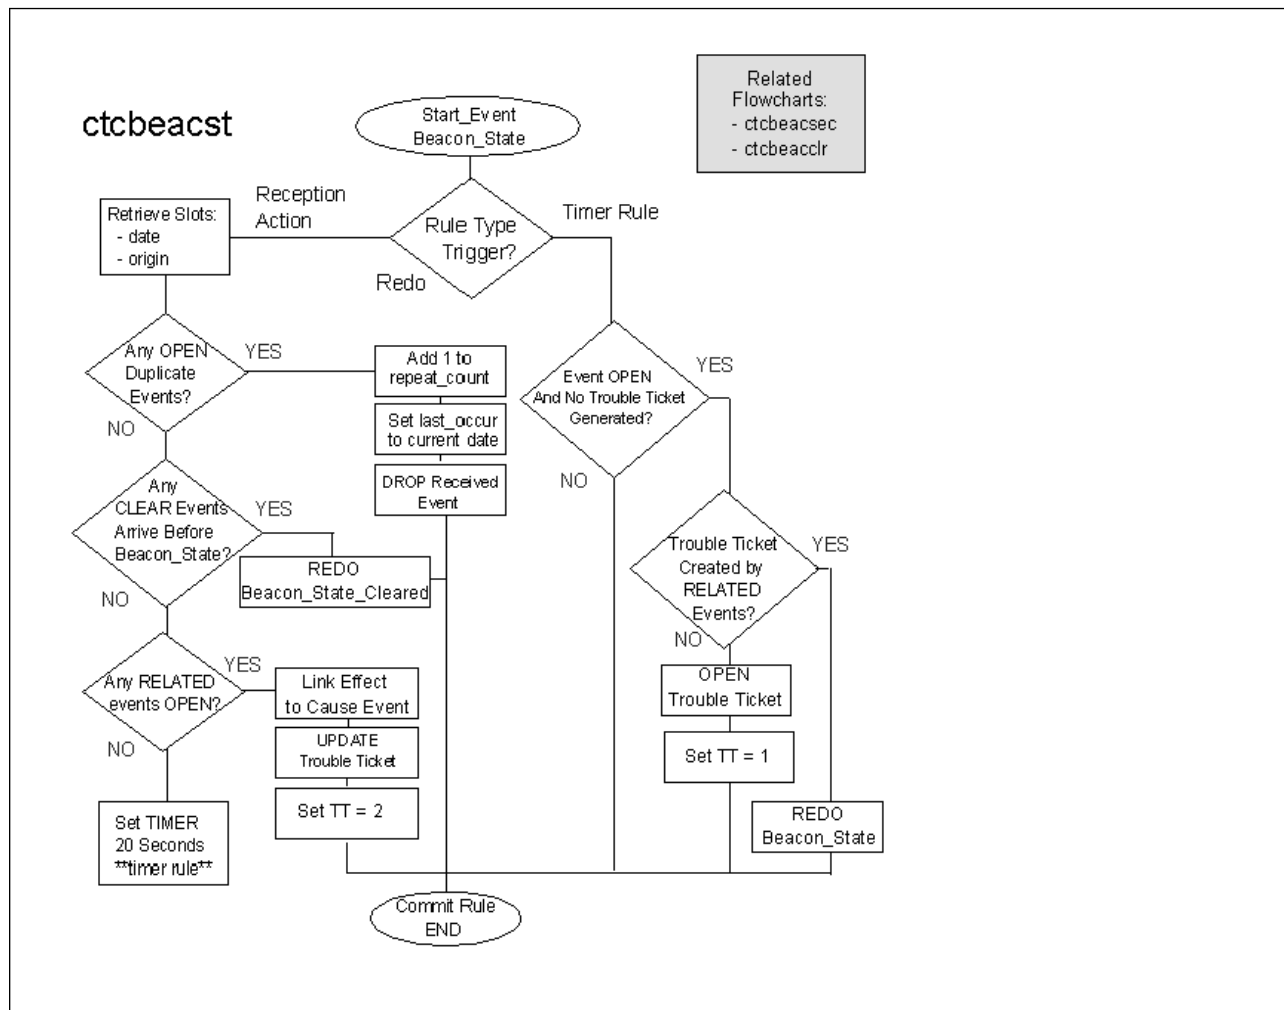 ctcbeacst
Start_Event
Beacon_State
Related
Flowcharts:
- ctcbeacsec
- ctcbeacclr
Reception
Action
Timer Rule
Retrieve Slots:
- date
- origin
Rule Type
Trigger?
Redo
Any OPEN
Duplicate
Events?
YES
NO
Add 1 to
repeat_count
Set last_occur
to current date
DROP Received
Event
Event OPEN
And No Trouble Ticket
Generated?
YES
NO
Any
CLEAR Events
Arrive Before
Beacon_State?
YES
NO
REDO
Beacon_State_Cleared
Trouble Ticket
Created by
RELATED
Events?
YES
NO
Any RELATED
events OPEN?
YES
NO
Link Effect
to Cause Event
UPDATE
Trouble Ticket
Set TT = 2
OPEN
Trouble Ticket
Set TT = 1
Set TIMER
20 Seconds
**timer rule**
REDO
Beacon_State
Commit Rule
END